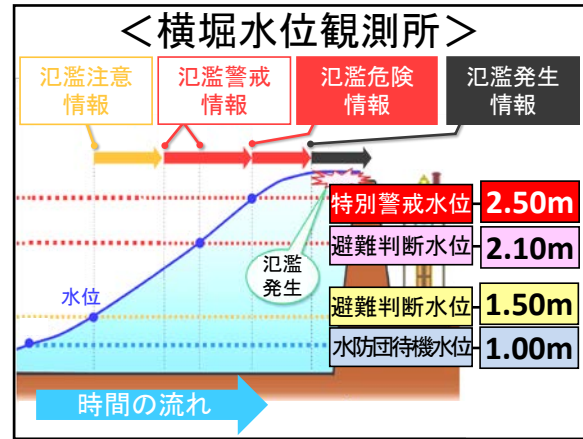 ＜横堀水位観測所＞
氾濫注意
情報
氾濫警戒
情報
氾濫危険
情報
氾濫発生
情報
特別警戒水位
2.50m
避難判断水位
2.10m
氾濫
発生
水位
避難判断水位
1.50m
水防団待機水位
1.00m
時間の流れ